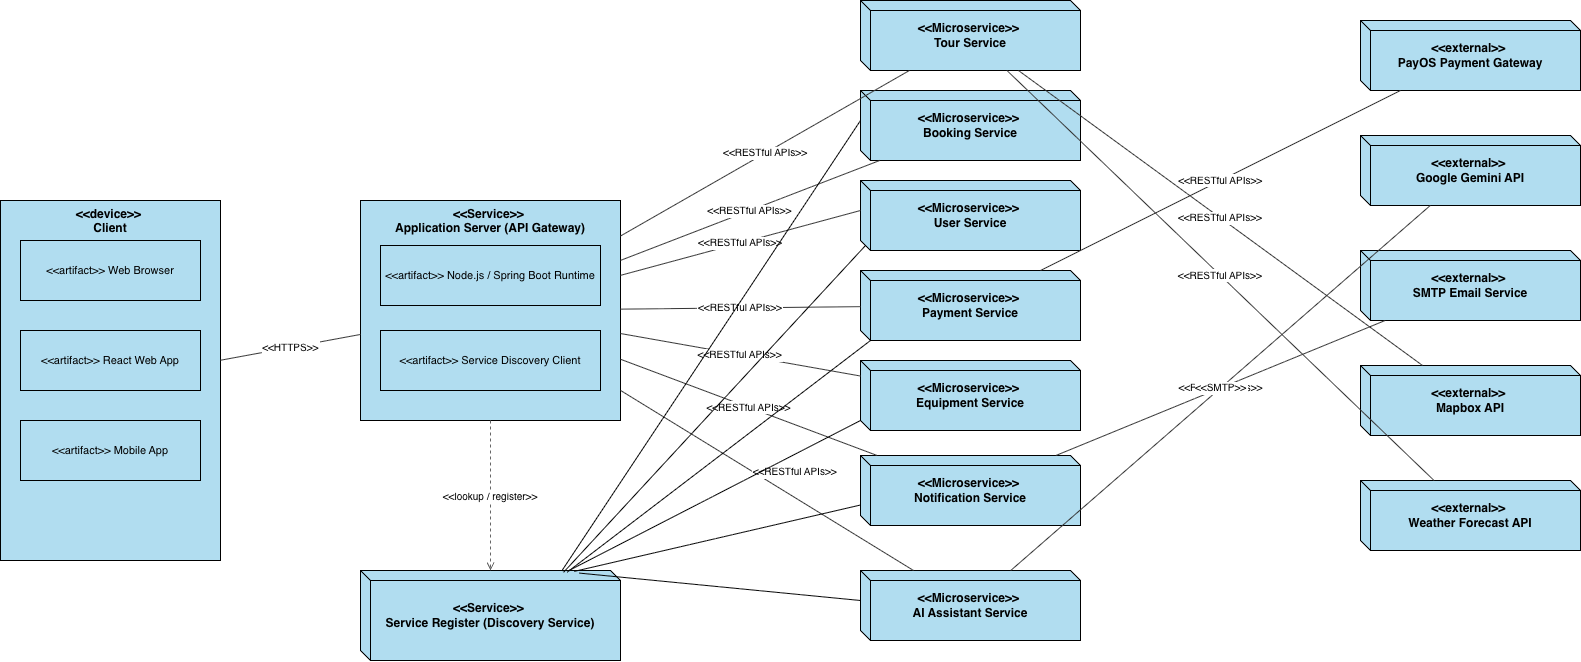 <<device>>
Client
<<artifact>> Web Browser
<<artifact>> React Web App
<<artifact>> Mobile App
<<HTTPS>>
<<Service>>
Application Server (API Gateway)
<<artifact>> Node.js / Spring Boot Runtime
<<artifact>> Service Discovery Client
<<lookup / register>>
<<Service>>
Service Register (Discovery Service)
<<RESTful APIs>>
<<RESTful APIs>>
<<RESTful APIs>>
<<RESTful APIs>>
<<RESTful APIs>>
<<RESTful APIs>>
<<RESTful APIs>>
<<Microservice>>
Tour Service
<<Microservice>>
Booking Service
<<Microservice>>
User Service
<<Microservice>>
Payment Service
<<Microservice>>
Equipment Service
<<Microservice>>
Notification Service
<<Microservice>>
AI Assistant Service
<<RESTful APIs>>
<<RESTful APIs>>
<<RESTful APIs>>
<<SMTP>>
<<external>>
PayOS Payment Gateway
<<external>>
Google Gemini API
<<external>>
SMTP Email Service
<<external>>
Mapbox API
<<external>>
Weather Forecast API